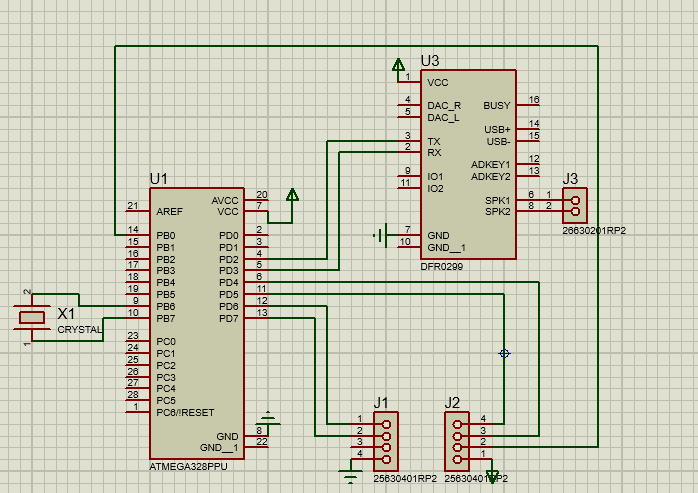 U3
1 VCC
4 DAC_R BUSY 16
5 DAC_L
USB+ 14
3 TX USB- 15
2 RX
ADKEY1 12
9 IO1 ADKEY2 13
11 IO2
J3
SPK1 6 1
SPK2 8 2
7 GND
10 GND__1
26630201RP2
DFR0299
U1
AVCC 20
21 AREF VCC 7
14 PB0 PD0 2
15 PB1 PD1 3
16 PB2 PD2 4
17 PB3 PD3 5
18 PB4 PD4 6
19 PB5 PD5 11
9 PB6 PD6 12
10 PB7 PD7 13
2
X1
CRYSTAL
1
23 PC0
24 PC1
25 PC2
26 PC3
27 PC4
28 PC5
1 PC6/!RESET
GND 8
GND__1 22
ATMEGA328PPU
J1
1
2
3
4
25630401RP2
J2
4
3
2
1
25630401RP2